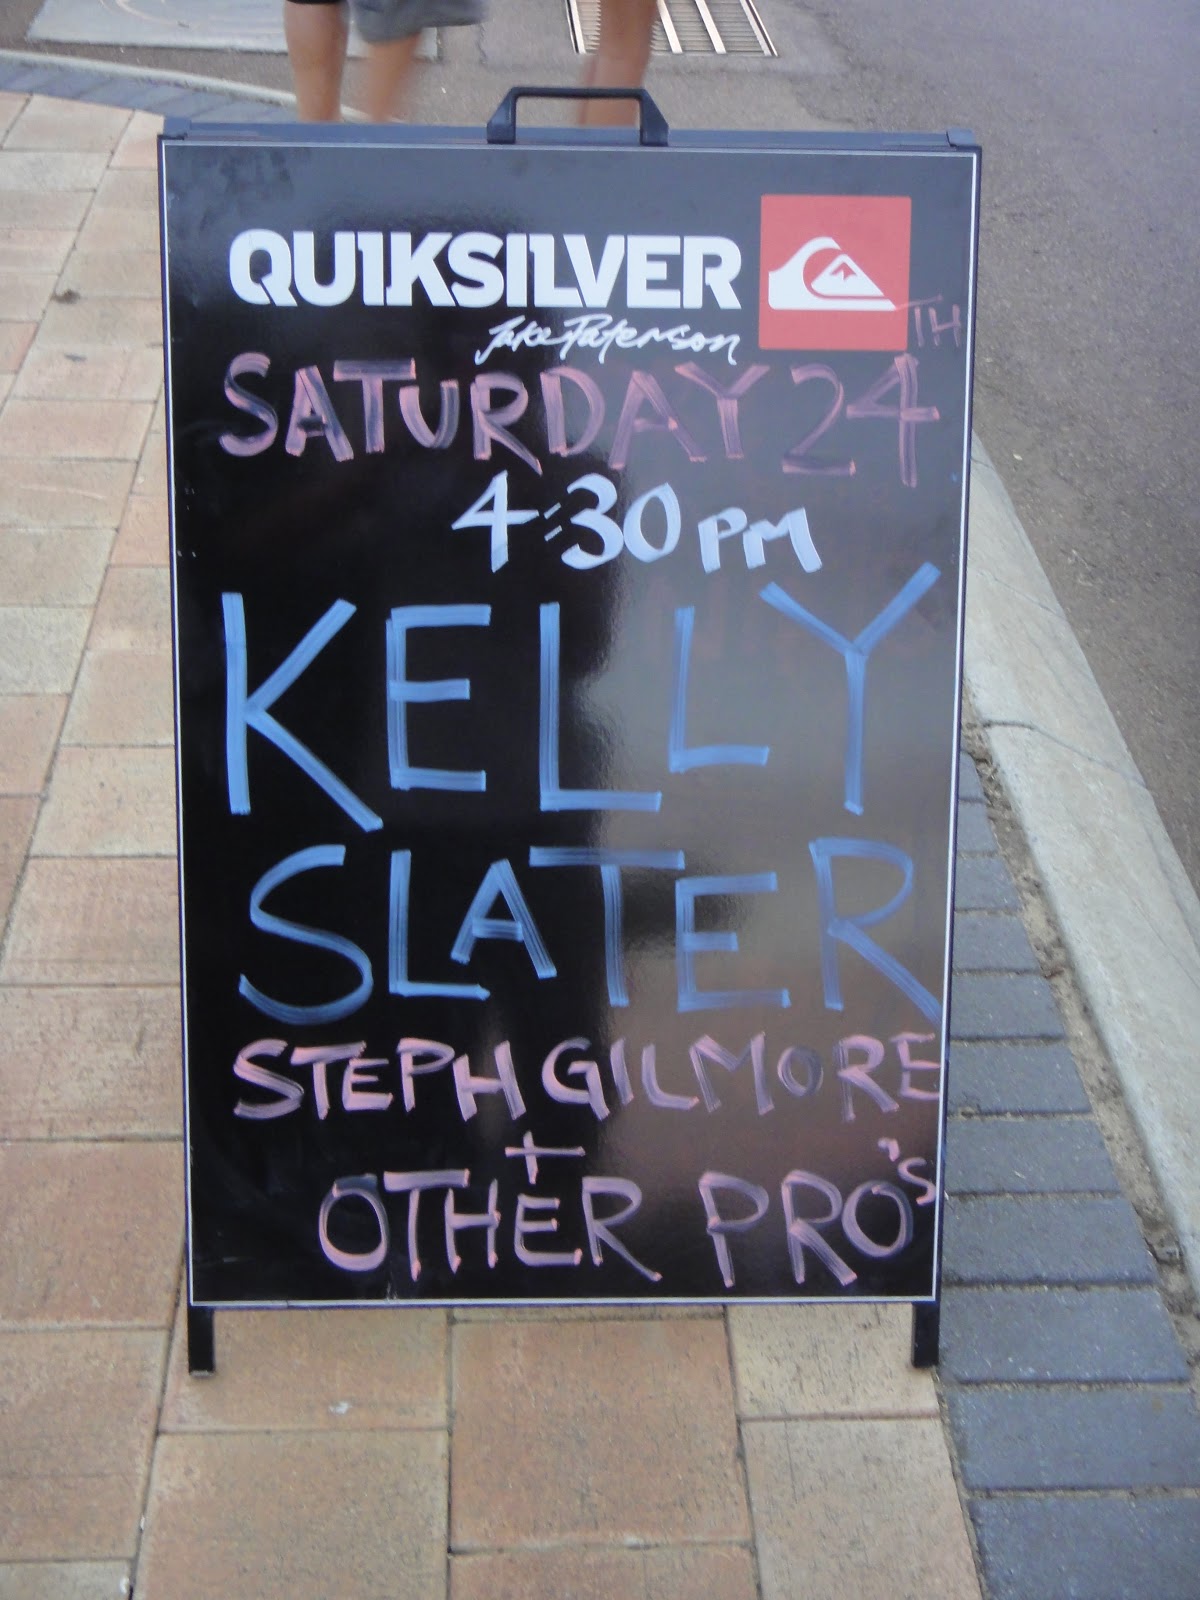 QUIKSILVER
Jake Paterson
SATURDAY 24TH
4:30 PM
KELLY
SLATER
STEPH GILMORE
+
OTHER PRO'S